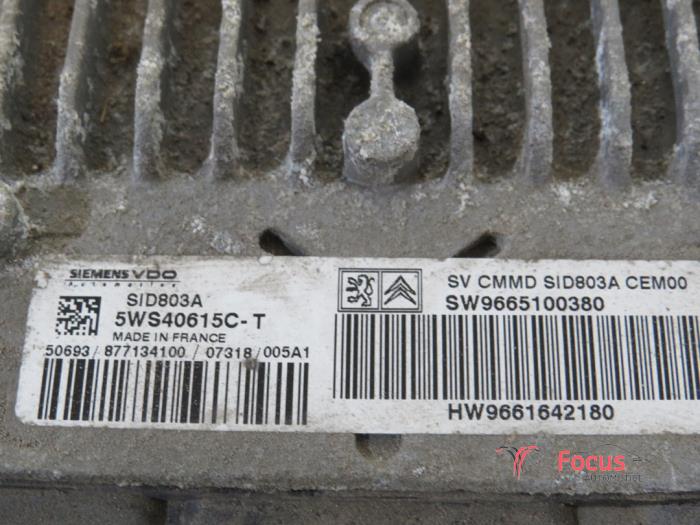 SIEMENS VDO
Automotive
SID803A
5WS40615C-T
MADE IN FRANCE
50693 / 877134100 / 07318 / 005A1
SV CMMD SID803A CEM00
SW9665100380
HW9661642180
Focus
AUTOMOTIVE